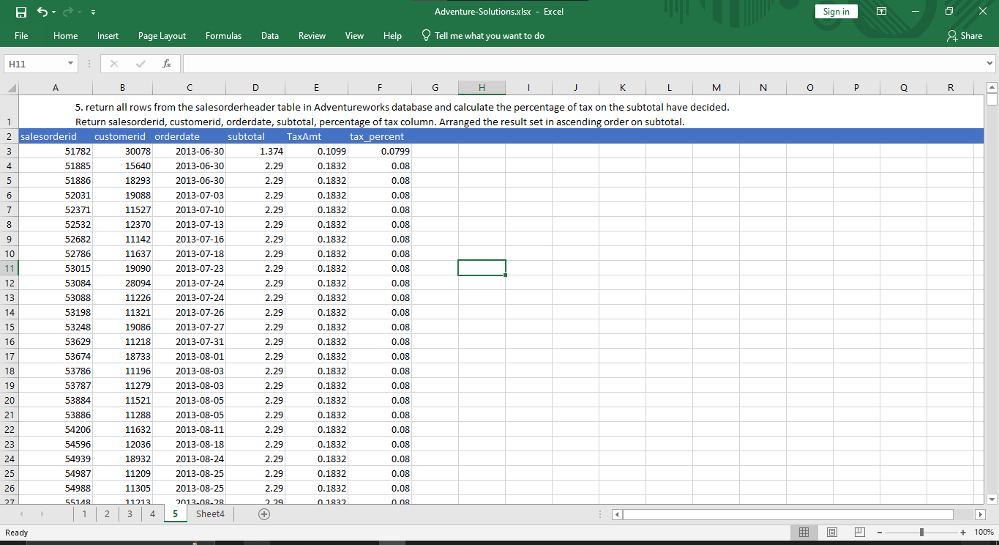 Adventure-Solutions.xlsx - Excel
Sign in
File Home Insert Page Layout Formulas Data Review View Help Tell me what you want to do
Share
H11
fx
A B C D E F G H I J K L M N O P Q R
5. return all rows from the salesorderheader table in Adventureworks database and calculate the percentage of tax on the subtotal have decided.
1 Return salesorderid, customerid, orderdate, subtotal, percentage of tax column. Arranged the result set in ascending order on subtotal.
2 salesorderid customerid orderdate subtotal TaxAmt tax_percent
3 51782 30078 2013-06-30 1.374 0.1099 0.0799
4 51885 15640 2013-06-30 2.29 0.1832 0.08
5 51886 18293 2013-06-30 2.29 0.1832 0.08
6 52031 19088 2013-07-03 2.29 0.1832 0.08
7 52371 11527 2013-07-10 2.29 0.1832 0.08
8 52532 12370 2013-07-13 2.29 0.1832 0.08
9 52682 11142 2013-07-16 2.29 0.1832 0.08
10 52786 11637 2013-07-18 2.29 0.1832 0.08
11 53015 19090 2013-07-23 2.29 0.1832 0.08
12 53084 28094 2013-07-24 2.29 0.1832 0.08
13 53088 11226 2013-07-24 2.29 0.1832 0.08
14 53198 11321 2013-07-26 2.29 0.1832 0.08
15 53248 19086 2013-07-27 2.29 0.1832 0.08
16 53629 11218 2013-07-31 2.29 0.1832 0.08
17 53674 18733 2013-08-01 2.29 0.1832 0.08
18 53786 11196 2013-08-03 2.29 0.1832 0.08
19 53787 11279 2013-08-03 2.29 0.1832 0.08
20 53884 11521 2013-08-05 2.29 0.1832 0.08
21 53886 11288 2013-08-05 2.29 0.1832 0.08
22 54206 11632 2013-08-11 2.29 0.1832 0.08
23 54596 12036 2013-08-18 2.29 0.1832 0.08
24 54939 18932 2013-08-24 2.29 0.1832 0.08
25 54987 11209 2013-08-25 2.29 0.1832 0.08
26 54988 11305 2013-08-25 2.29 0.1832 0.08
27 55148 11213 2013-08-28 2.29 0.1832 0.08
1 2 3 4 5 Sheet4
Ready
100%